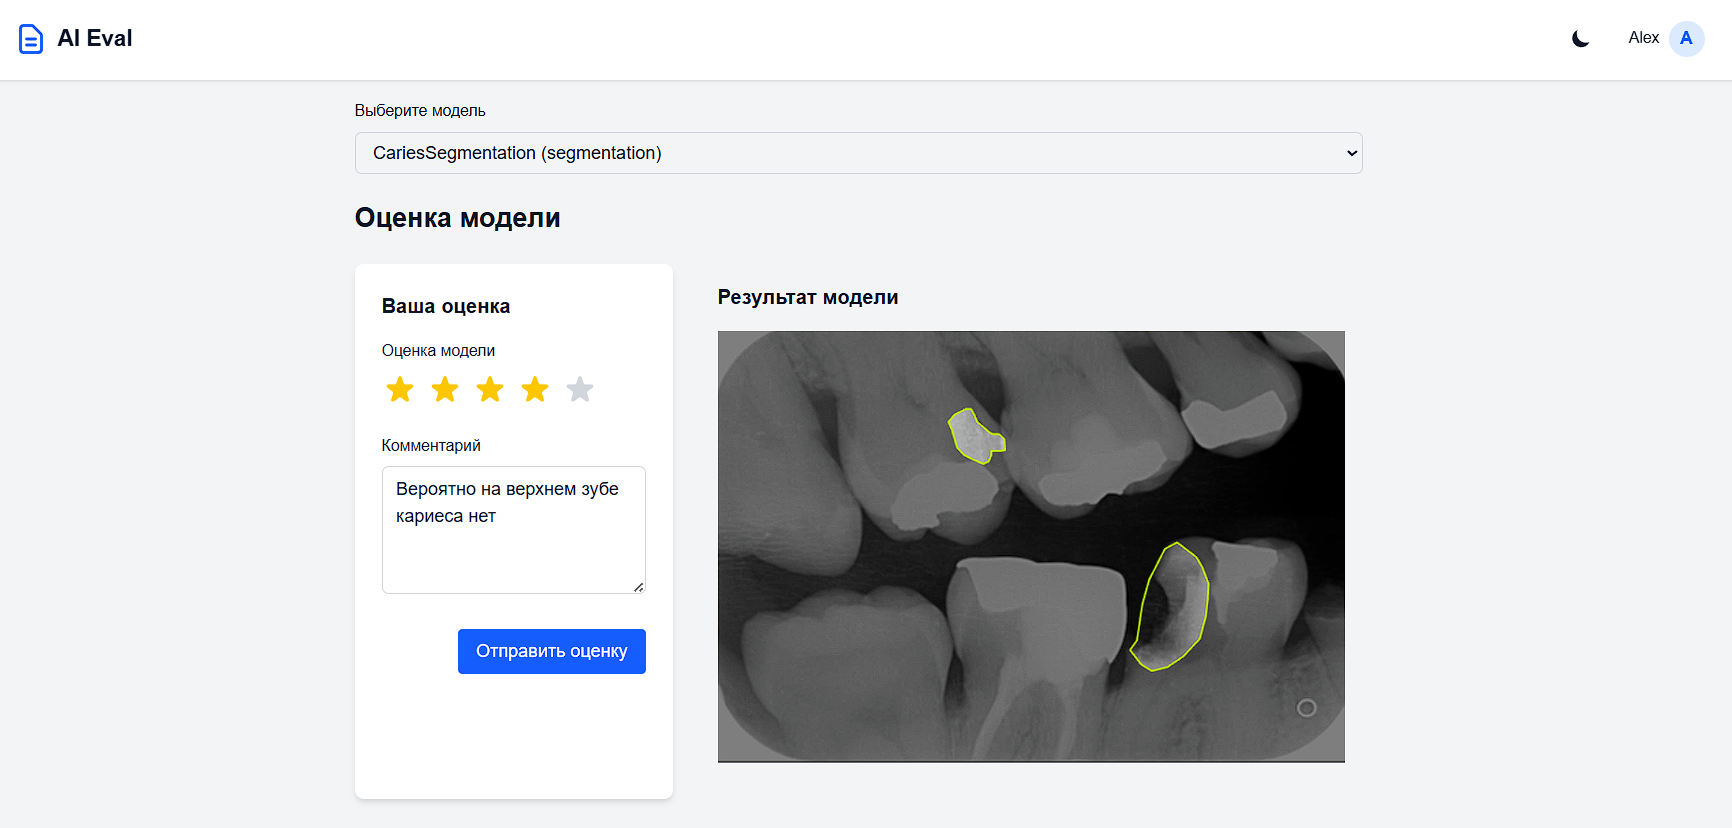 AI Eval
Alex
A
Выберите модель
CariesSegmentation (segmentation)
Оценка модели
Ваша оценка
Оценка модели
Комментарий
Вероятно на верхнем зубе
кариеса нет
Отправить оценку
Результат модели